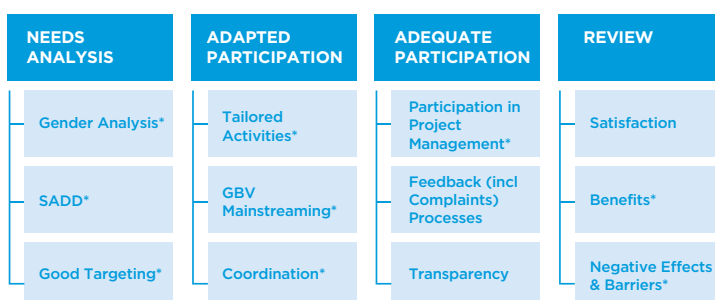 NEEDS
ANALYSIS
Gender Analysis*
SADD*
Good Targeting*
ADAPTED
PARTICIPATION
Tailored
Activities*
GBV
Mainstreaming*
Coordination*
ADEQUATE
PARTICIPATION
Participation in
Project
Management*
Feedback (incl
Complaints)
Processes
Transparency
REVIEW
Satisfaction
Benefits*
Negative Effects
& Barriers*